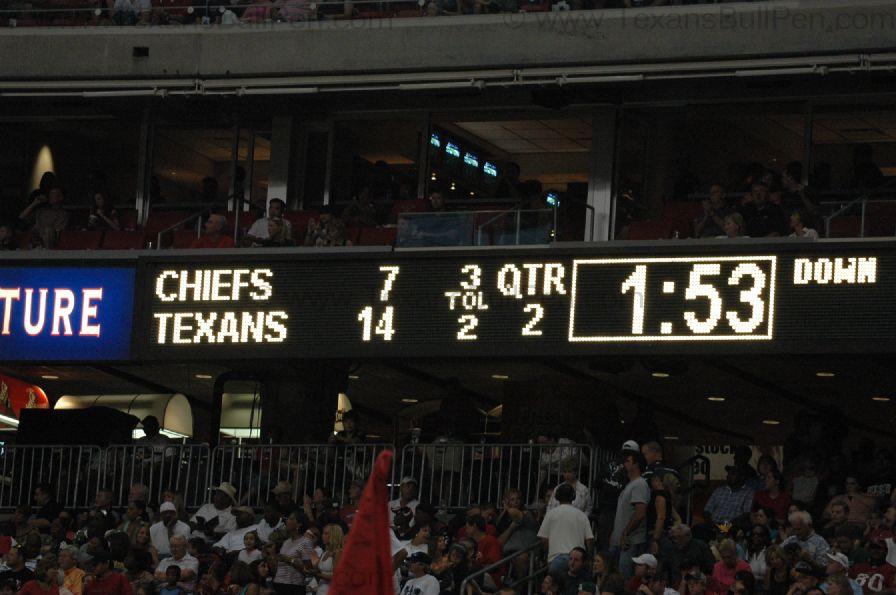 © www.TexansBullPen.com
TURE
CHIEFS 7 3 QTR 1:53 DOWN
TOL
TEXANS 14 2 2